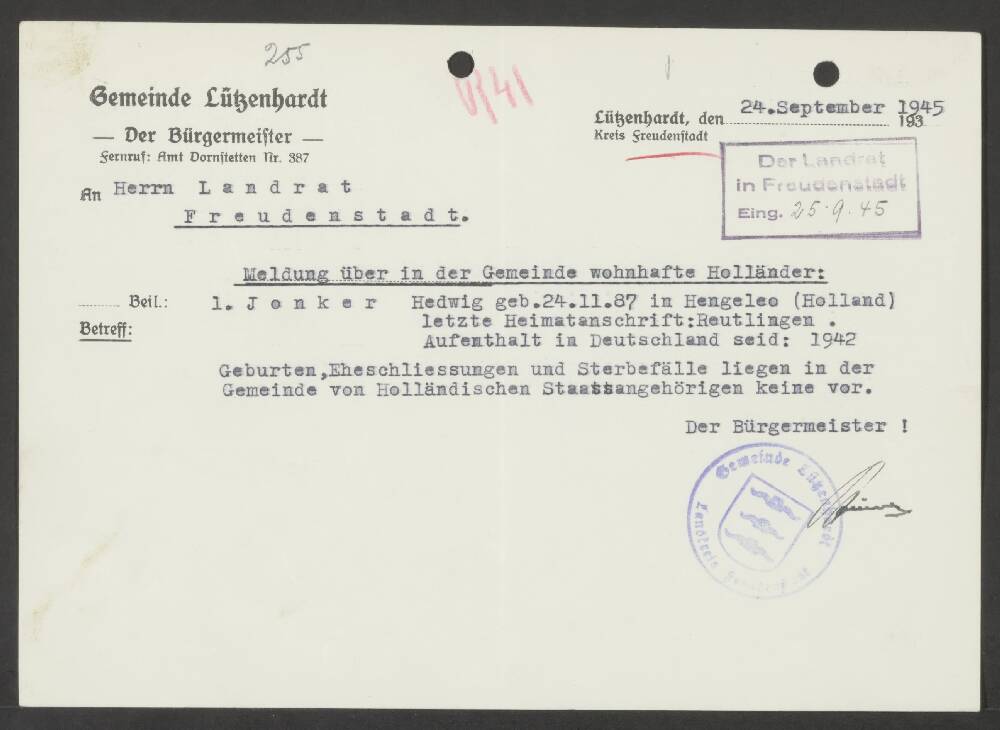 255
Gemeinde Lützenhardt
— Der Bürgermeister —
Fernruf: Amt Dornstetten Nr. 387
Lützenhardt, den 24.September 1945
193
Kreis Freudenstadt
Der Landrat
in Freudenstadt
Eing. 25.9.45
An Herrn L a n d r a t
F r e u d e n s t a d t.
Meldung über in der Gemeinde wohnhafte Holländer:
Beil.: 1. J o n k e r Hedwig geb.24.11.87 in Hengeleo (Holland)
letzte Heimatanschrift:Reutlingen .
Betreff:
Aufenthalt in Deutschland seid: 1942
Geburten,Eheschliessungen und Sterbefälle liegen in der
Gemeinde von Holländischen Staatsangehörigen keine vor.
Der Bürgermeister !
Gemeinde Lützenhardt